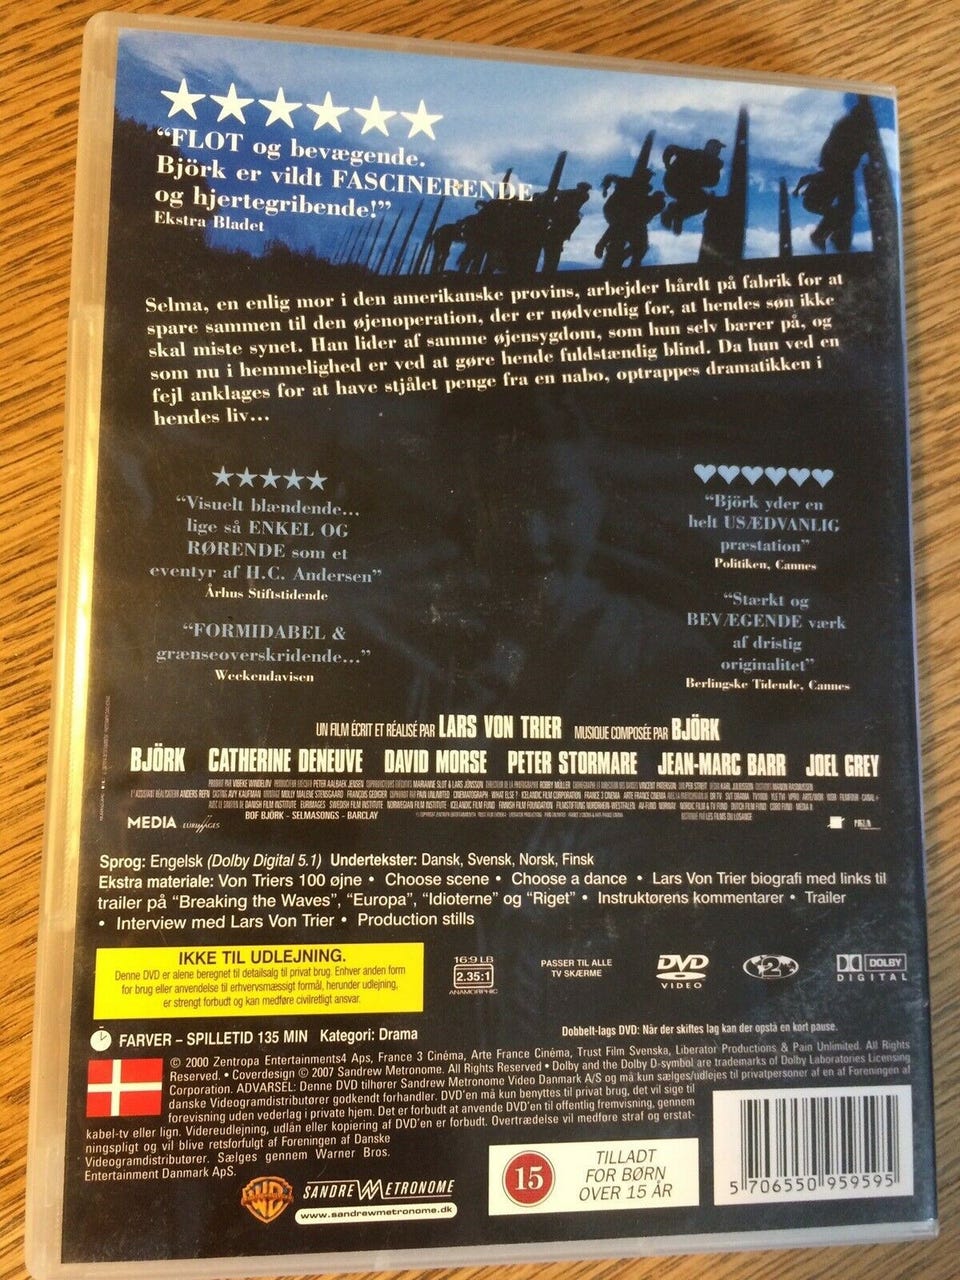 “FLOT og bevægende.
Björk er vildt FASCINERENDE
og hjertegribende!”
Ekstra Bladet
Selma, en enlig mor i den amerikanske provins, arbejder hårdt på fabrik for at
spare sammen til den øjenoperation, der er nødvendig for, at hendes søn ikke
skal miste synet. Han lider af samme øjensygdom, som hun selv bærer på, og
som nu i hemmelighed er ved at gøre hende fuldstændig blind. Da hun ved en
fejl anklages for at have stjålet penge fra en nabo, optrappes dramatikken i
hendes liv...
“Visuelt blændende...
lige så ENKEL OG
RØRENDE som et
eventyr af H.C. Andersen”
Århus Stiftstidende
“FORMIDABEL &
grænseoverskridende...”
Weekendavisen
“Björk yder en
helt USÆDVANLIG
præstation”
Politiken, Cannes
“Stærkt og
BEVÆGENDE værk
af dristig
originalitet”
Berlingske Tidende, Cannes
UN FILM ÉCRIT ET RÉALISÉ PAR LARS VON TRIER MUSIQUE COMPOSÉE PAR BJÖRK
BJÖRK CATHERINE DENEUVE DAVID MORSE PETER STORMARE JEAN-MARC BARR JOEL GREY
BOF BJÖRK - SELMASONGS - BARCLAY
DISTRIBUÉ PAR LES FILMS DU LOSANGE
MEDIA EURIMAGES
Sprog: Engelsk (Dolby Digital 5.1) Undertekster: Dansk, Svensk, Norsk, Finsk
Ekstra materiale: Von Triers 100 øjne • Choose scene • Choose a dance • Lars Von Trier biografi med links til
trailer på “Breaking the Waves”, “Europa”, “Idioterne” og “Riget” • Instruktørens kommentarer • Trailer
• Interview med Lars Von Trier • Production stills
IKKE TIL UDLEJNING.
Denne DVD er alene beregnet til detailsalg til privat brug. Enhver anden form
for brug eller anvendelse til erhvervsmæssigt formål, herunder udlejning,
er strengt forbudt og kan medføre civilretligt ansvar.
16:9 LB
2.35:1
ANAMORPHIC
PASSER TIL ALLE
TV SKÆRME
DVD
VIDEO
2
DOLBY
DIGITAL
FARVER – SPILLETID 135 MIN Kategori: Drama
Dobbelt-lags DVD: Når der skiftes lag kan der opstå en kort pause.
© 2000 Zentropa Entertainments4 Aps, France 3 Cinéma, Arte France Cinéma, Trust Film Svenska, Liberator Productions & Pain Unlimited. All Rights
Reserved. • Coverdesign © 2007 Sandrew Metronome. All Rights Reserved • Dolby and the Dolby D-symbol are trademarks of Dolby Laboratories Licensing
Corporation. ADVARSEL: Denne DVD tilhører Sandrew Metronome Video Danmark A/S og må kun sælges/udlejes til privatpersoner af en af Foreningen af
danske Videogramdistributører godkendt forhandler. DVD'en må kun benyttes til privat brug, det vil sige til
forevisning uden vederlag i privat hjem. Det er forbudt at anvende DVD'en til offentlig fremvisning, gennem
kabel-tv eller lign. Videreudlejning, udlån eller kopiering af DVD'en er forbudt. Overtrædelse vil medføre straf og erstat-
ningspligt og vil blive retsforfulgt af Foreningen af Danske
Videogramdistributører. Sælges gennem Warner Bros.
Entertainment Danmark ApS.
WB
SANDREW METRONOME
www.sandrewmetronome.dk
15
TILLADT
FOR BØRN
OVER 15 ÅR
5 706550 959595